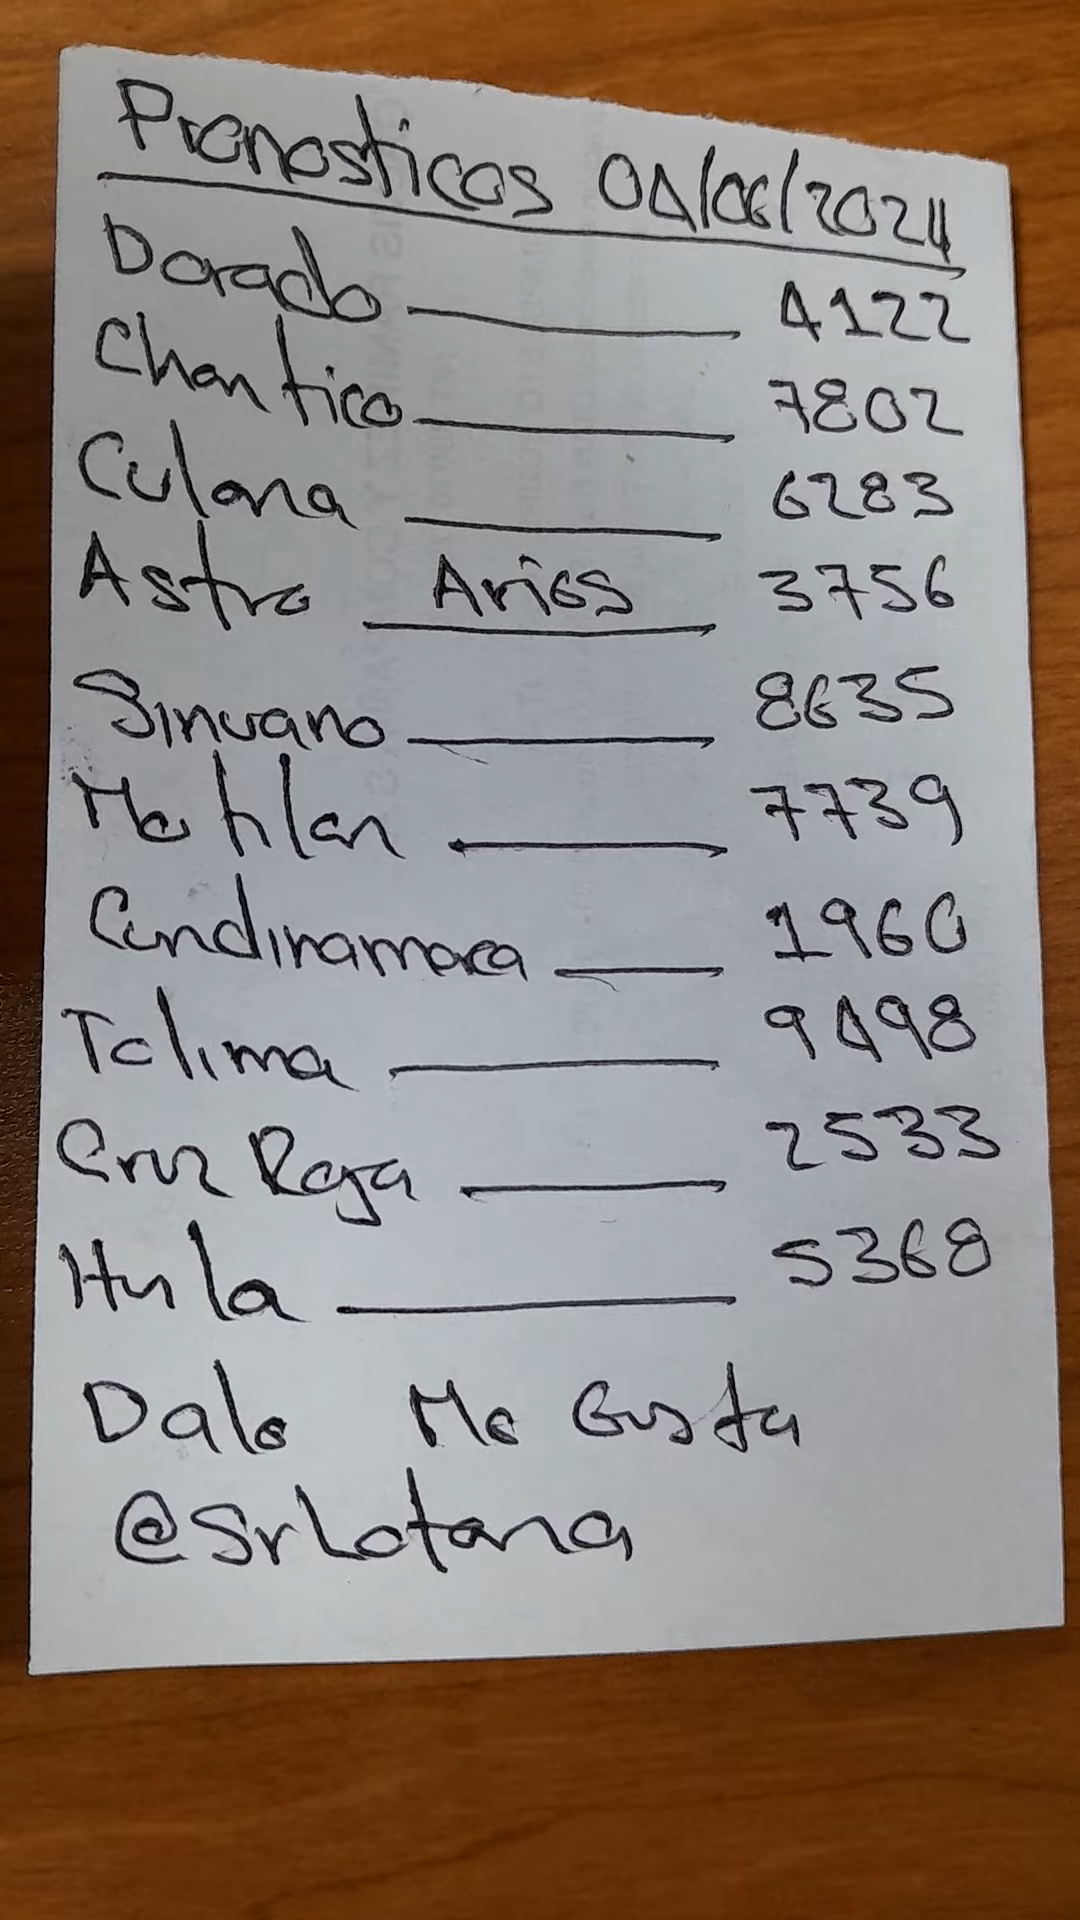 Pronosticos 04/06/2024
Dorado 4122
Chontico 7802
Culona 6283
Astro Aries 3756
Sinuano 8635
Motilon 7739
Cundinamarca 1960
Tolima 9498
Cruz Roja 2533
Huila 5368
Dale Me Gusta
@SrLotana